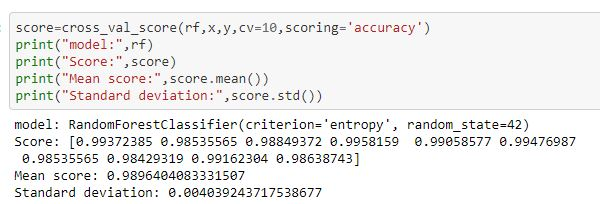 score=cross_val_score(rf,x,y,cv=10,scoring='accuracy')
print("model:",rf)
print("Score:",score)
print("Mean score:",score.mean())
print("Standard deviation:",score.std())
model: RandomForestClassifier(criterion='entropy', random_state=42)
Score: [0.99372385 0.98535565 0.98849372 0.9958159  0.99058577 0.99476987
 0.98535565 0.98429319 0.99162304 0.98638743]
Mean score: 0.9896404083331507
Standard deviation: 0.004039243717538677